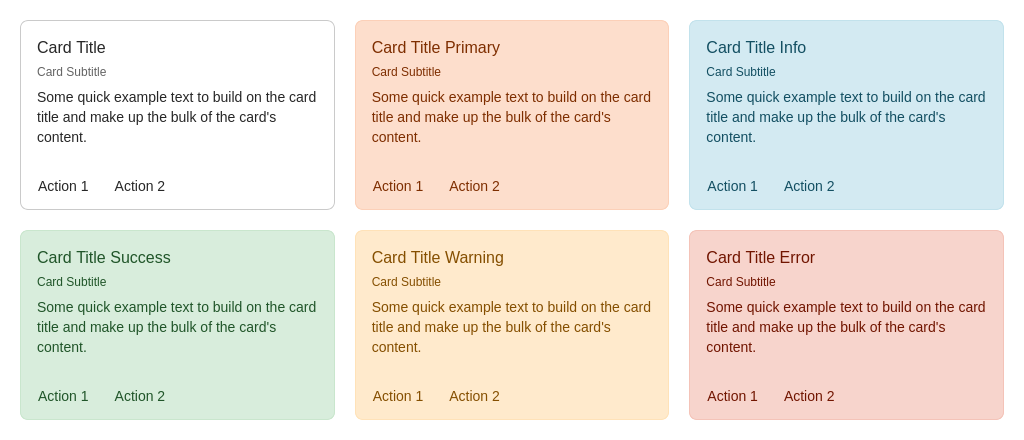 Card Title
Card Subtitle
Some quick example text to build on the card
title and make up the bulk of the card's
content.
Action 1 Action 2
Card Title Primary
Card Subtitle
Some quick example text to build on the card
title and make up the bulk of the card's
content.
Action 1 Action 2
Card Title Info
Card Subtitle
Some quick example text to build on the card
title and make up the bulk of the card's
content.
Action 1 Action 2
Card Title Success
Card Subtitle
Some quick example text to build on the card
title and make up the bulk of the card's
content.
Action 1 Action 2
Card Title Warning
Card Subtitle
Some quick example text to build on the card
title and make up the bulk of the card's
content.
Action 1 Action 2
Card Title Error
Card Subtitle
Some quick example text to build on the card
title and make up the bulk of the card's
content.
Action 1 Action 2